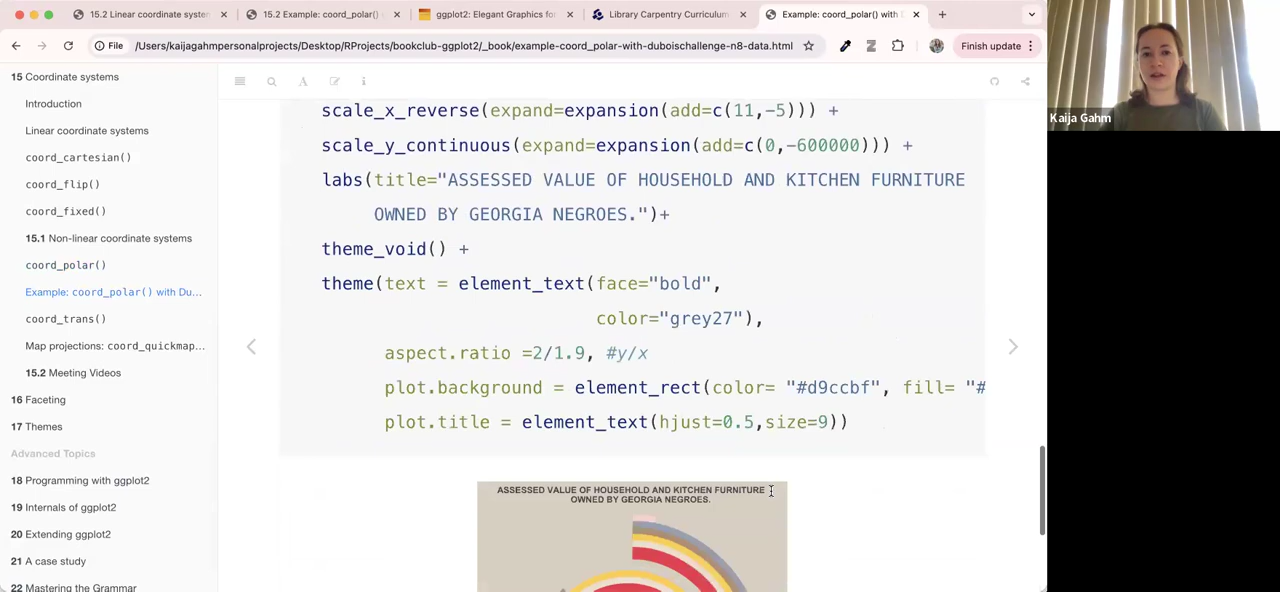 15.2 Linear coordinate system
15.2 Example: coord_polar()
ggplot2: Elegant Graphics for
Library Carpentry Curriculum
Example: coord_polar() with D
File
/Users/kaijagahmpersonalprojects/Desktop/RProjects/bookclub-ggplot2/_book/example-coord_polar-with-duboischallenge-n8-data.html
Finish update
15 Coordinate systems
Introduction
Linear coordinate systems
coord_cartesian()
coord_flip()
coord_fixed()
15.1 Non-linear coordinate systems
coord_polar()
Example: coord_polar() with Du...
coord_trans()
Map projections: coord_quickmap...
15.2 Meeting Videos
16 Faceting
17 Themes
Advanced Topics
18 Programming with ggplot2
19 Internals of ggplot2
20 Extending ggplot2
21 A case study
22 Mastering the Grammar
scale_x_reverse(expand=expansion(add=c(11,-5))) +
scale_y_continuous(expand=expansion(add=c(0,-600000))) +
labs(title="ASSESSED VALUE OF HOUSEHOLD AND KITCHEN FURNITURE
OWNED BY GEORGIA NEGROES.")+
theme_void() +
theme(text = element_text(face="bold",
color="grey27"),
aspect.ratio =2/1.9, #y/x
plot.background = element_rect(color= "#d9ccbf", fill= "#
plot.title = element_text(hjust=0.5,size=9))
ASSESSED VALUE OF HOUSEHOLD AND KITCHEN FURNITURE
OWNED BY GEORGIA NEGROES.
Kaija Gahm